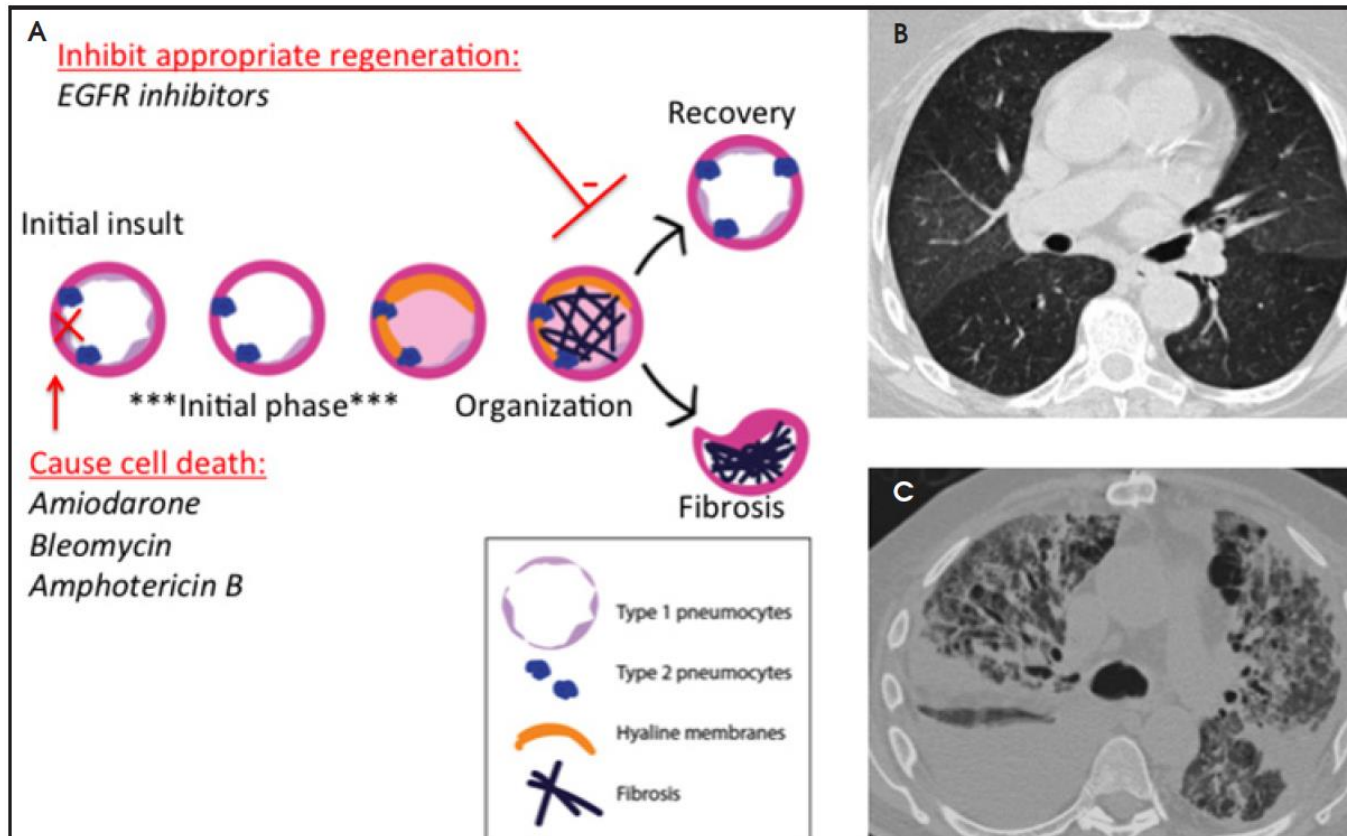 A
Inhibit appropriate regeneration:
EGFR inhibitors
Recovery
-
Initial insult
***Initial phase***
Organization
Fibrosis
Cause cell death:
Amiodarone
Bleomycin
Amphotericin B
Type 1 pneumocytes
Type 2 pneumocytes
Hyaline membranes
Fibrosis
B
C